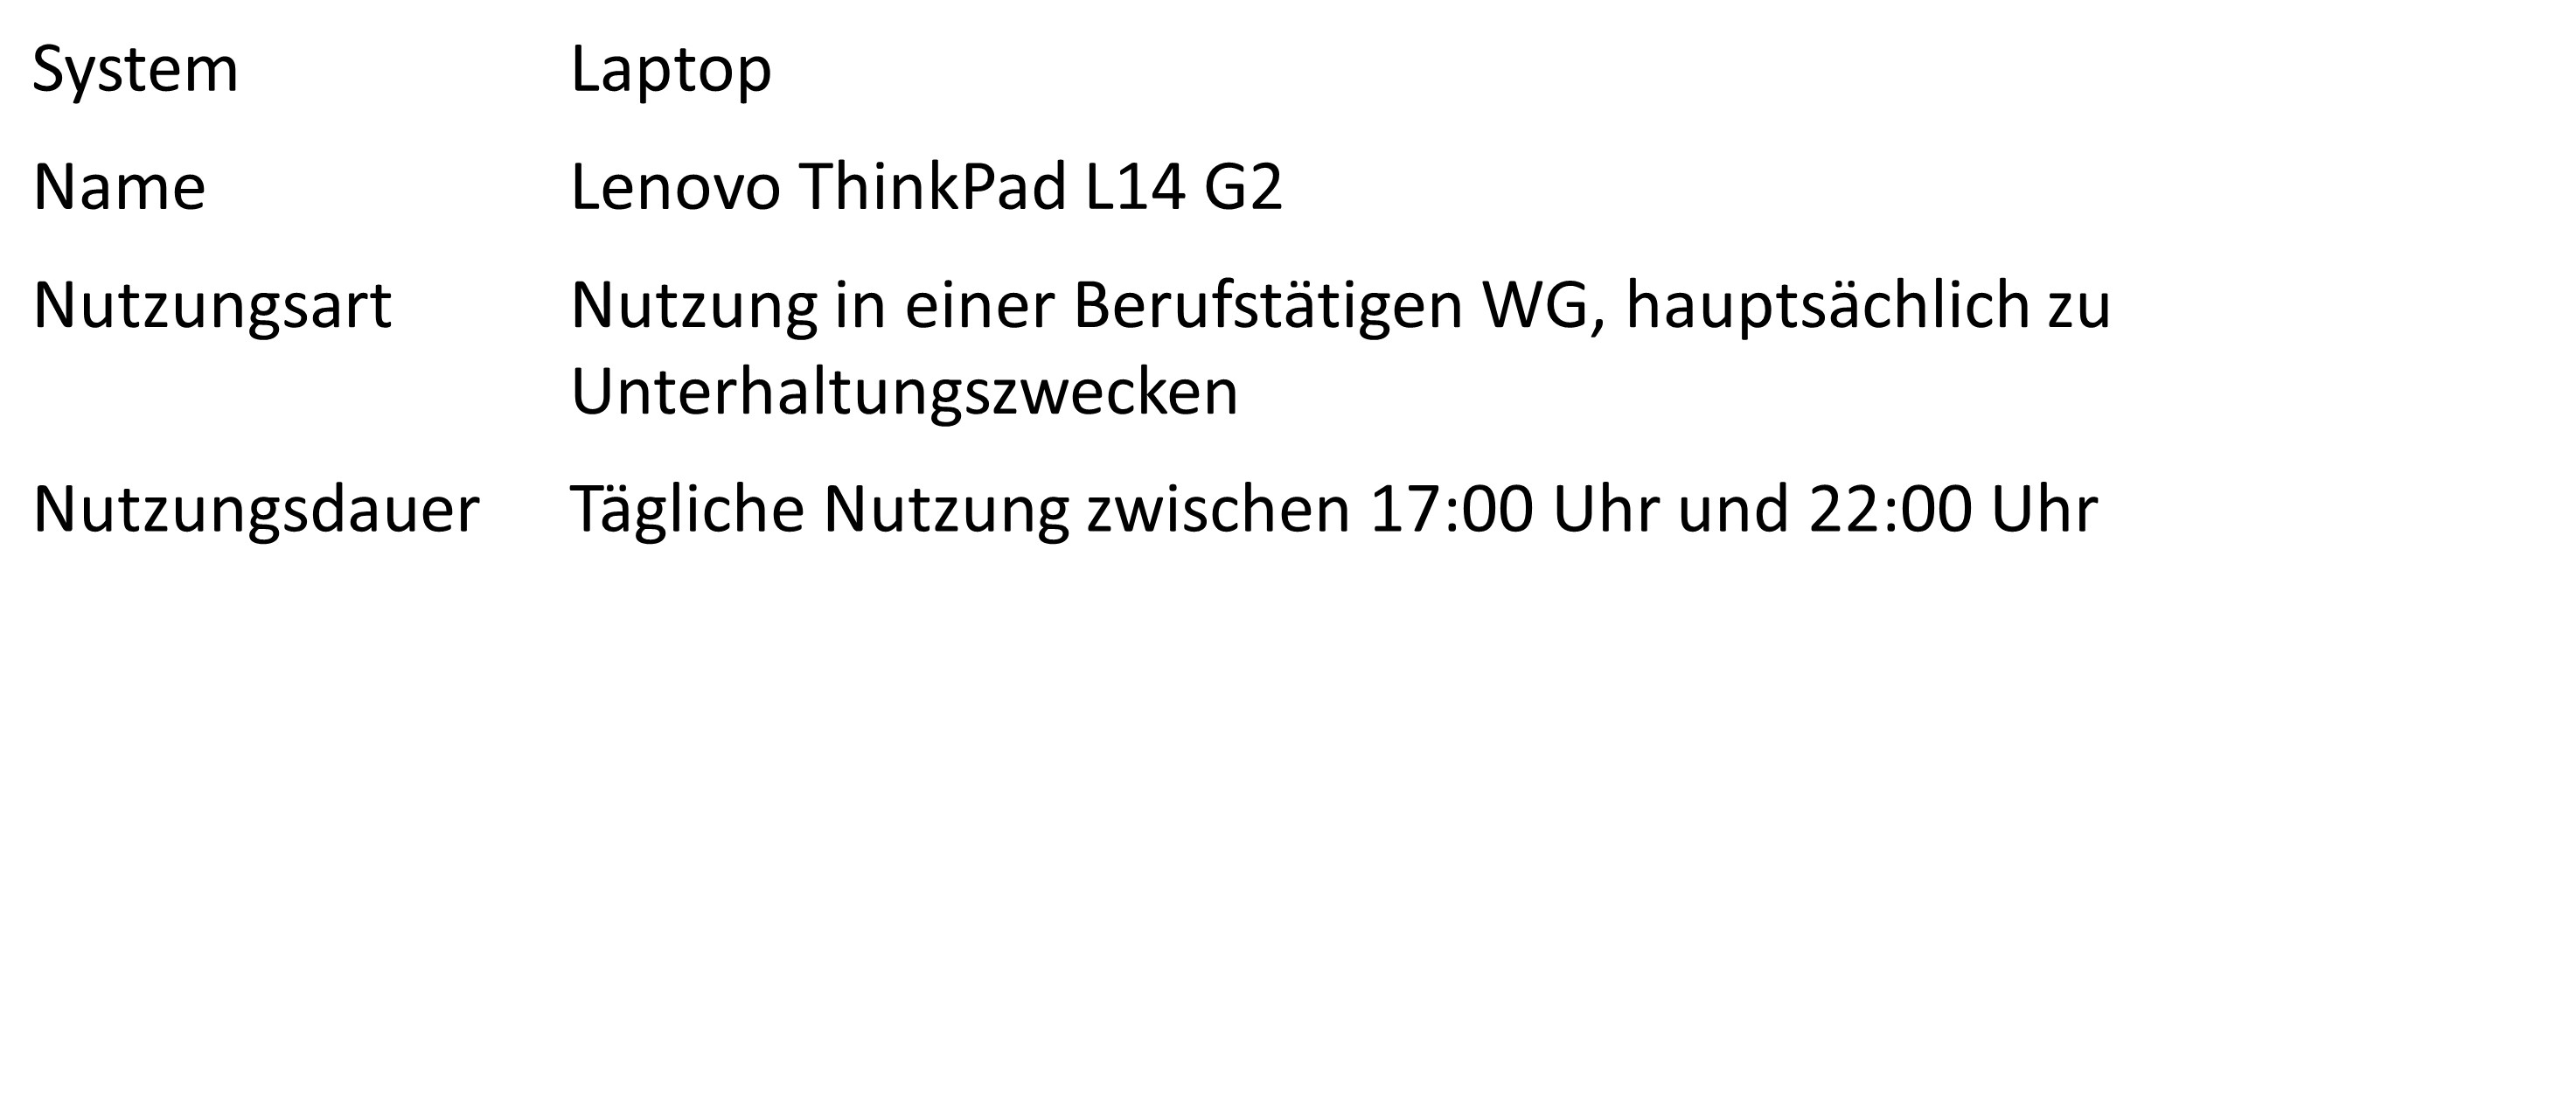 System Laptop
Name Lenovo ThinkPad L14 G2
Nutzungsart Nutzung in einer Berufstätigen WG, hauptsächlich zu
Unterhaltungszwecken
Nutzungsdauer Tägliche Nutzung zwischen 17:00 Uhr und 22:00 Uhr